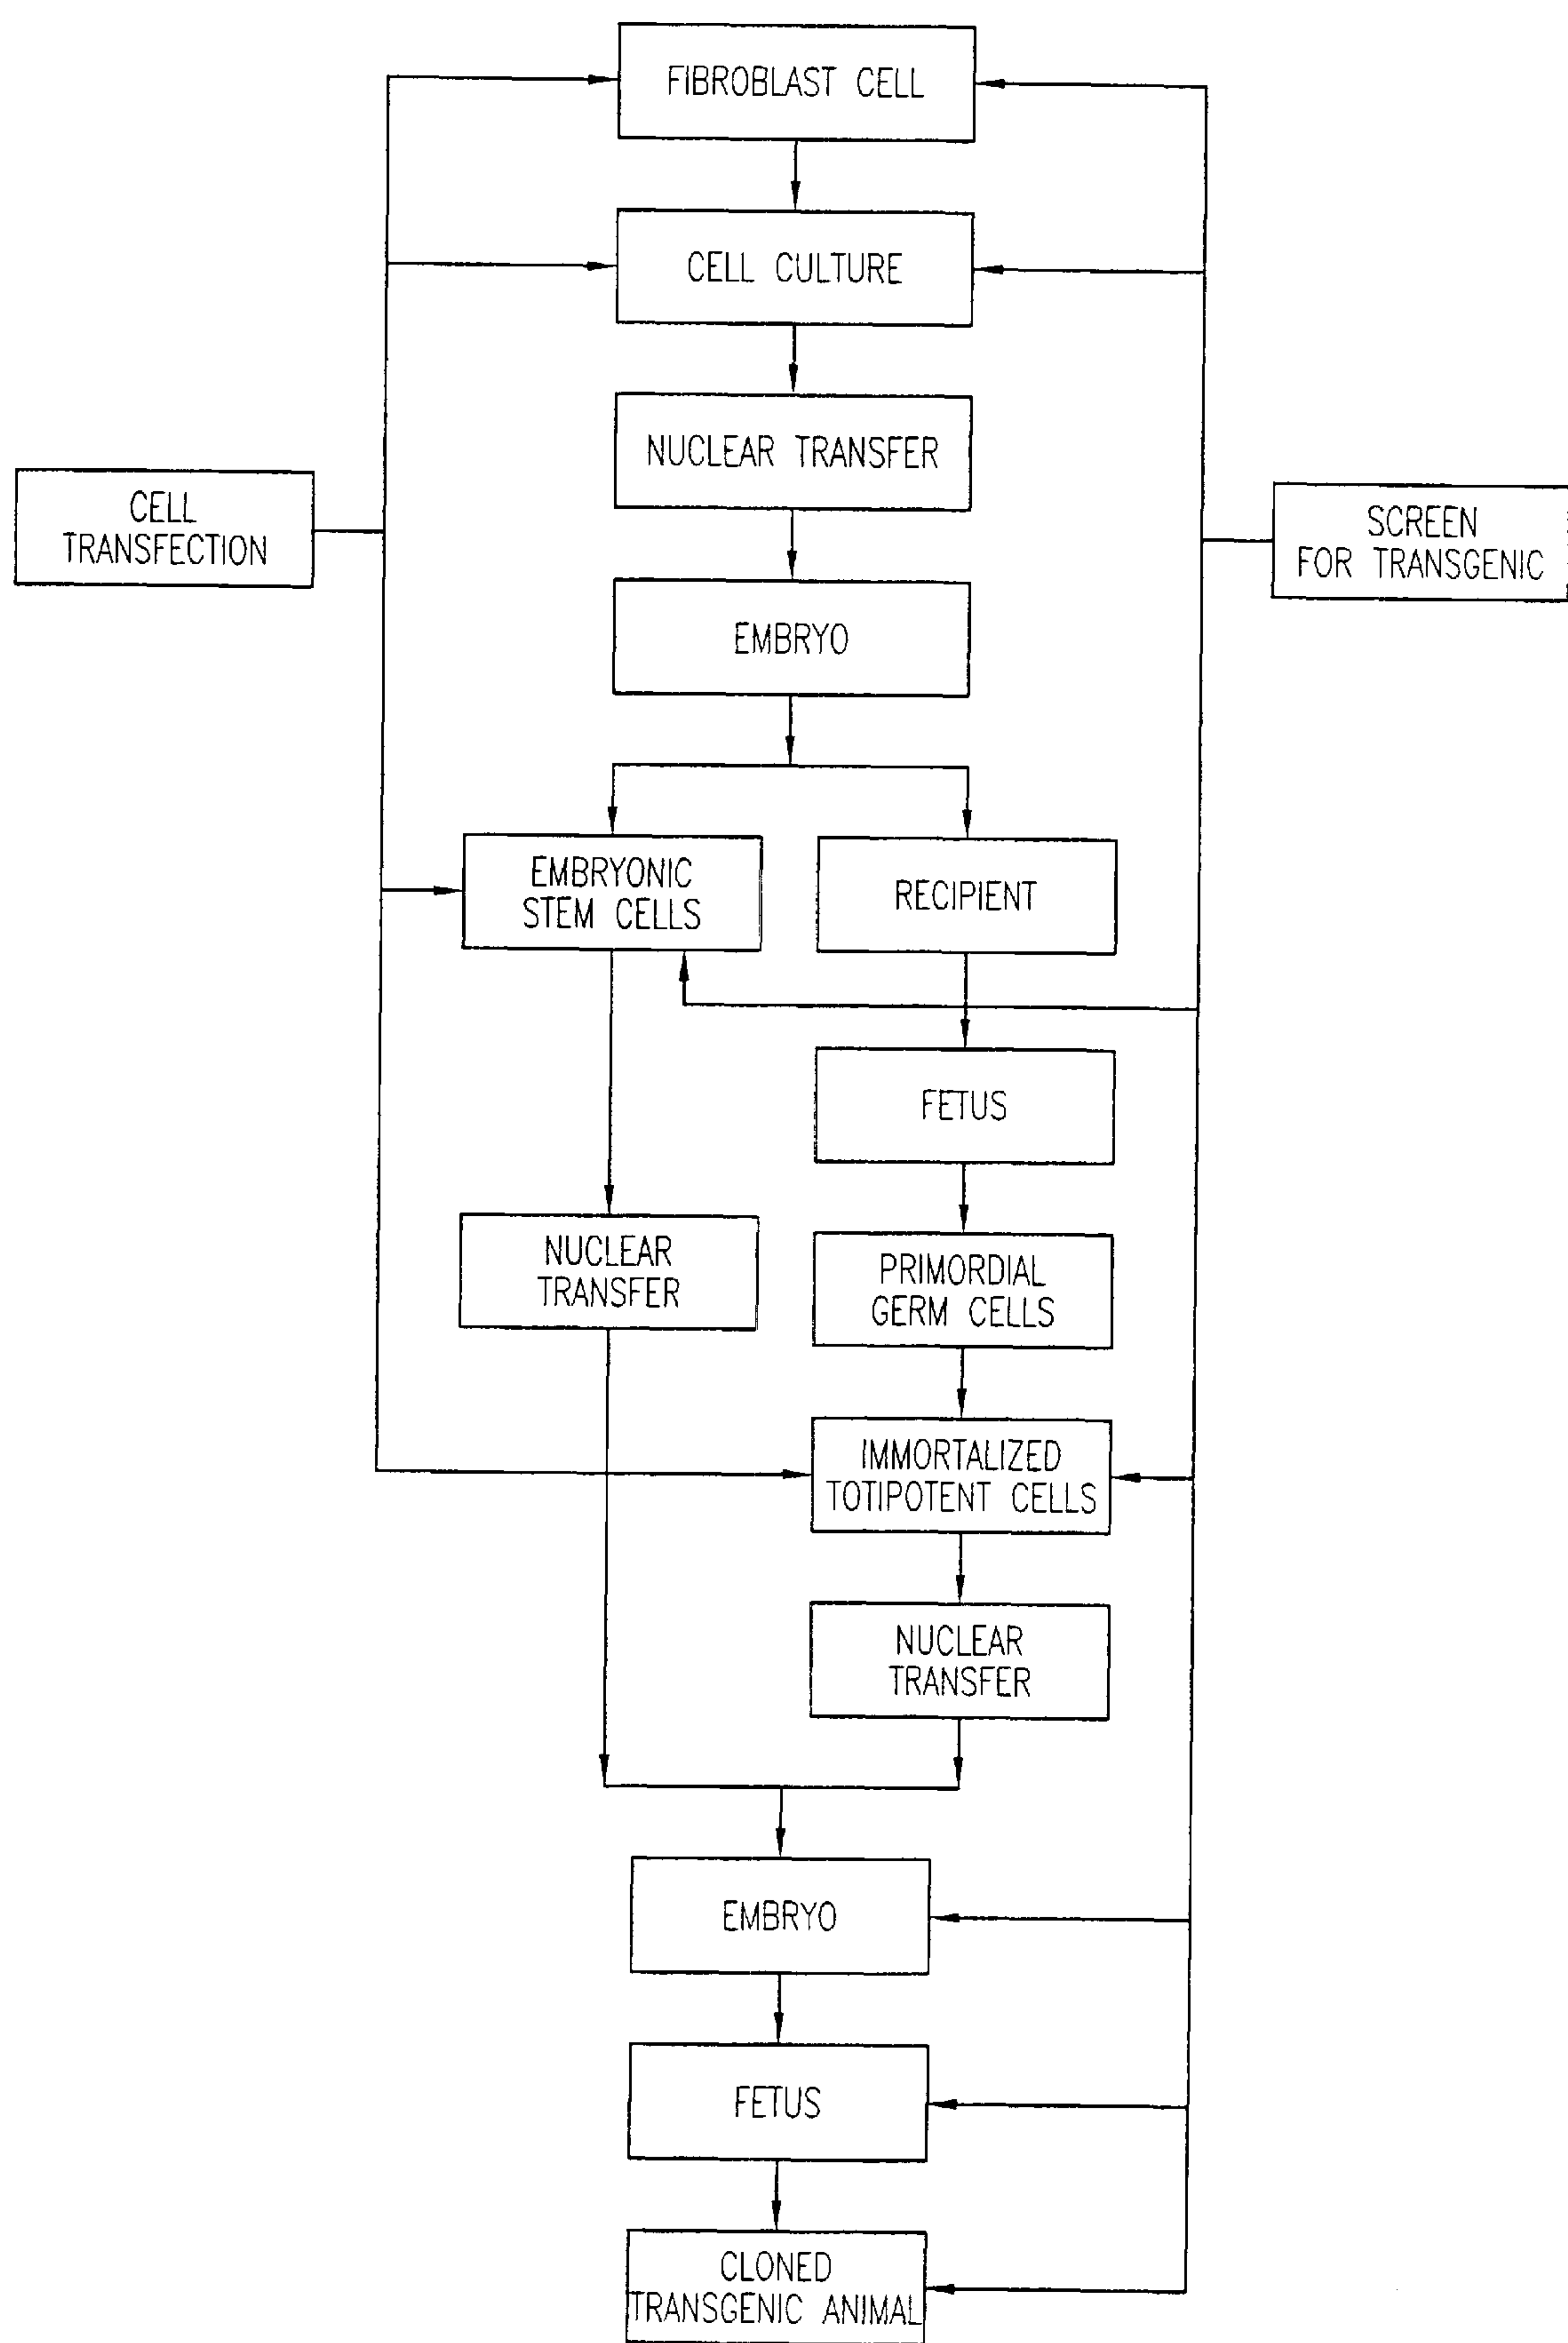 FIBROBLAST CELL
CELL CULTURE
NUCLEAR TRANSFER
CELL
TRANSFECTION
SCREEN
FOR TRANSGENIC
EMBRYO
EMBRYONIC
STEM CELLS
RECIPIENT
FETUS
NUCLEAR
TRANSFER
PRIMORDIAL
GERM CELLS
IMMORTALIZED
TOTIPOTENT CELLS
NUCLEAR
TRANSFER
EMBRYO
FETUS
CLONED
TRANSGENIC ANIMAL